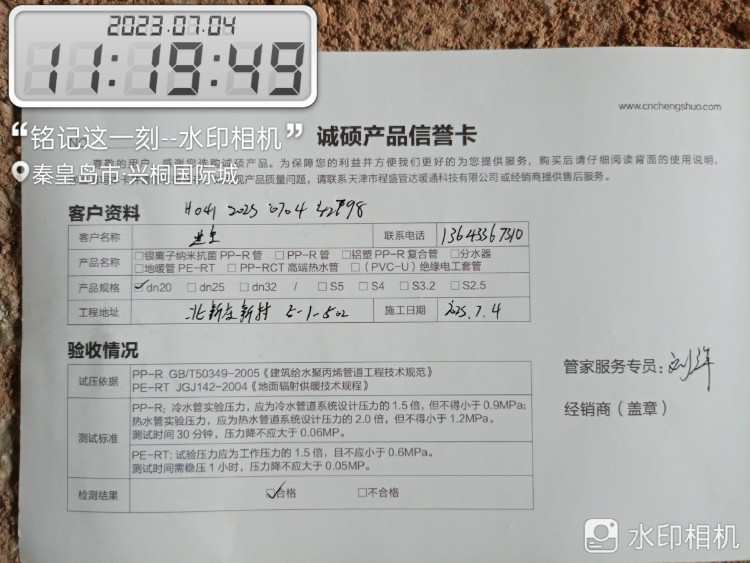 2023.07.04
11:19:49
“铭记这一刻--水印相机”
秦皇岛市·兴桐国际城
www.cnchengshuo.com
诚硕产品信誉卡
尊敬的用户，感谢您选购诚硕产品。为保障您的利益并方便我们更好的为您提供服务，购买后请仔细阅读背面的使用说明，
产品质量问题，请联系天津市程盛管达暖通科技有限公司或经销商提供售后服务。
客户资料
客户名称 联系电话 13643367310
产品名称 □银离子纳米抗菌 PP-R 管 □PP-R 管 □铝塑 PP-R 复合管 □分水器
□地暖管 PE-RT □PP-RCT 高端热水管 □(PVC-U) 绝缘电工套管
产品规格 ☑dn20 □dn25 □dn32 / □S5 □S4 □S3.2 □S2.5
工程地址 5-1-502 施工日期 2023.7.4
验收情况
试压依据 PP-R GB/T50349-2005《建筑给水聚丙烯管道工程技术规范》
PE-RT JGJ142-2004《地面辐射供暖技术规程》
测试标准 PP-R：冷水管实验压力，应为冷水管道系统设计压力的 1.5 倍，但不得小于 0.9MPa；
热水管实验压力，应为热水管道系统设计压力的 2.0 倍，但不得小于 1.2MPa。
测试时间 30 分钟，压力降不应大于 0.06MP。
PE-RT: 试验压力应为工作压力的 1.5 倍，且不应小于 0.6MPa。
测试时间需稳压 1 小时，压力降不应大于 0.05MP。
检测结果 ☑合格 □不合格
管家服务专员：
经销商（盖章）
水印相机